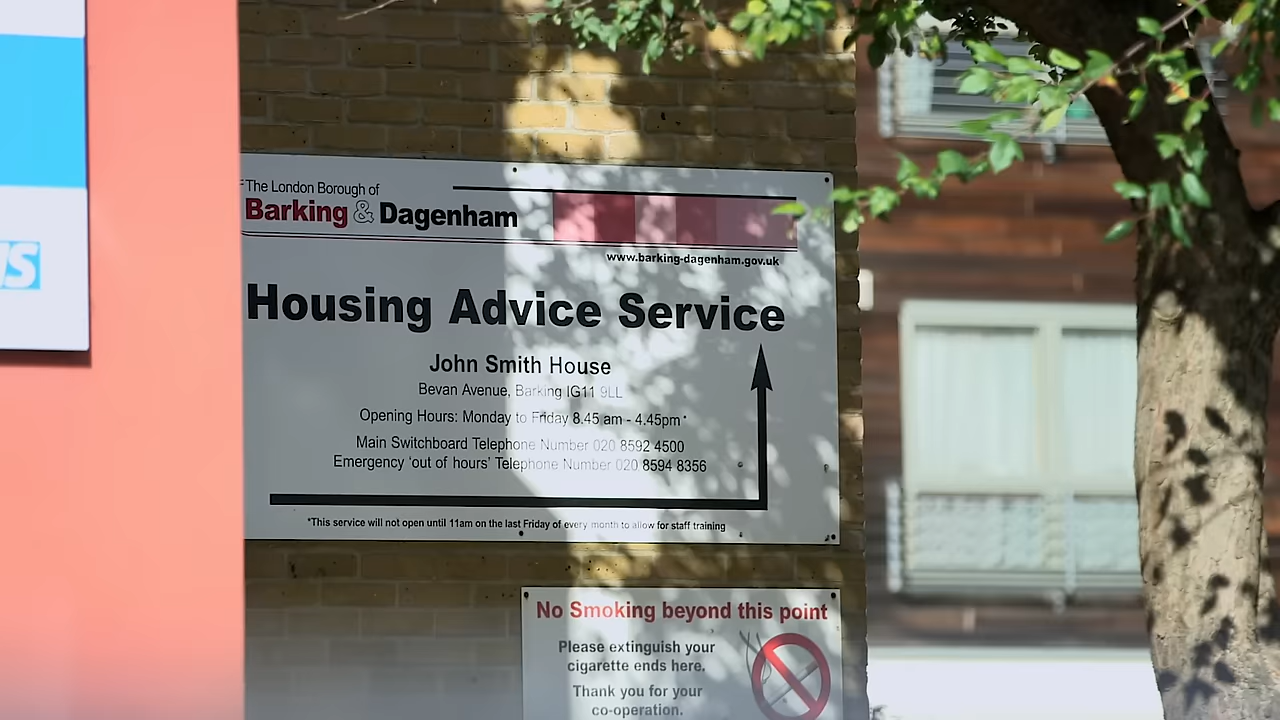 The London Borough of
Barking & Dagenham
www.barking-dagenham.gov.uk
Housing Advice Service
John Smith House
Bevan Avenue, Barking IG11 9LL
Opening Hours: Monday to Friday 8.45 am - 4.45pm*
Main Switchboard Telephone Number 020 8592 4500
Emergency 'out of hours' Telephone Number 020 8594 8356
*This service will not open until 11am on the last Friday of every month to allow for staff training
No Smoking beyond this point
Please extinguish your
cigarette ends here.
Thank you for your
co-operation.